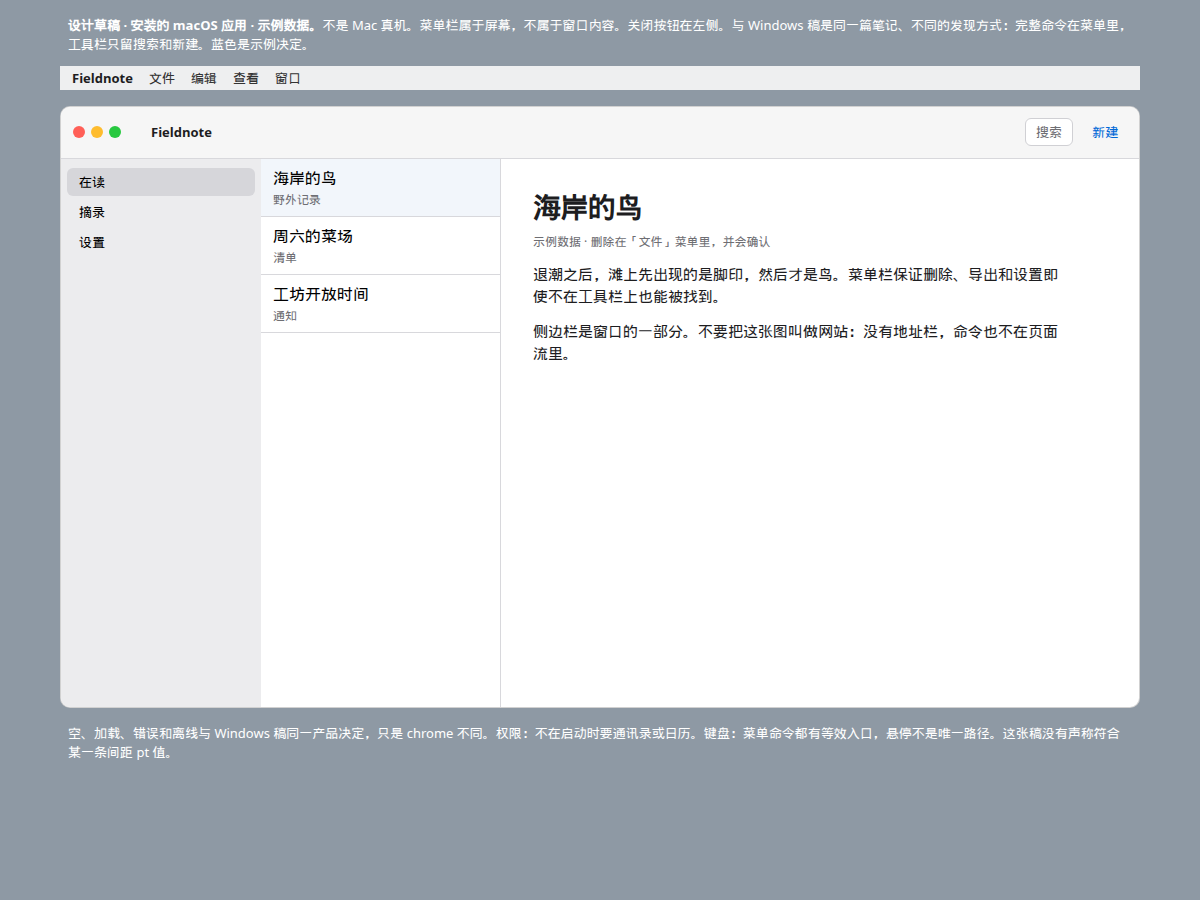 设计草稿 · 安装的 macOS 应用 · 示例数据。不是 Mac 真机。菜单栏属于屏幕，不属于窗口内容。关闭按钮在左侧。与 Windows 稿是同一篇笔记、不同的发现方式：完整命令在菜单里，
工具栏只留搜索和新建。蓝色是示例决定。
Fieldnote 文件 编辑 查看 窗口
Fieldnote 搜索 新建
在读
摘录
设置
海岸的鸟
野外记录
周六的菜场
清单
工坊开放时间
通知
海岸的鸟
示例数据 · 删除在「文件」菜单里，并会确认
退潮之后，滩上先出现的是脚印，然后才是鸟。菜单栏保证删除、导出和设置即
使不在工具栏上也能被找到。
侧边栏是窗口的一部分。不要把这张图叫做网站：没有地址栏，命令也不在页面
流里。
空、加载、错误和离线与 Windows 稿同一产品决定，只是 chrome 不同。权限：不在启动时要通讯录或日历。键盘：菜单命令都有等效入口，悬停不是唯一路径。这张稿没有声称符合
某一条间距 pt 值。